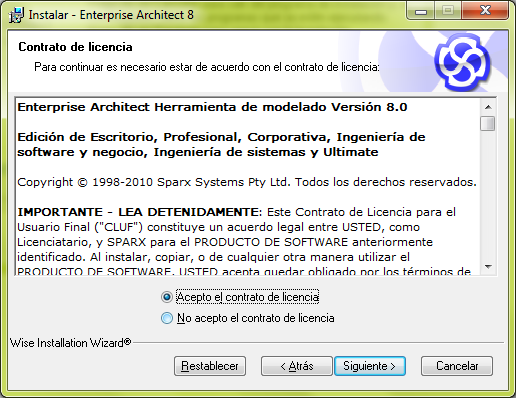 Instalar - Enterprise Architect 8
Contrato de licencia
Para continuar es necesario estar de acuerdo con el contrato de licencia:
Enterprise Architect Herramienta de modelado Versión 8.0
Edición de Escritorio, Profesional, Corporativa, Ingeniería de
software y negocio, Ingeniería de sistemas y Ultimate
Copyright © 1998-2010 Sparx Systems Pty Ltd. Todos los derechos reservados.
IMPORTANTE - LEA DETENIDAMENTE: Este Contrato de Licencia para el
Usuario Final ("CLUF") constituye un acuerdo legal entre USTED, como
Licenciatario, y SPARX para el PRODUCTO DE SOFTWARE anteriormente
identificado. Al instalar, copiar, o de cualquier otra manera utilizar el
PRODUCTO DE SOFTWARE, USTED acepta quedar obligado por los términos de
Acepto el contrato de licencia
No acepto el contrato de licencia
Wise Installation Wizard®
Restablecer
< Atrás
Siguiente >
Cancelar